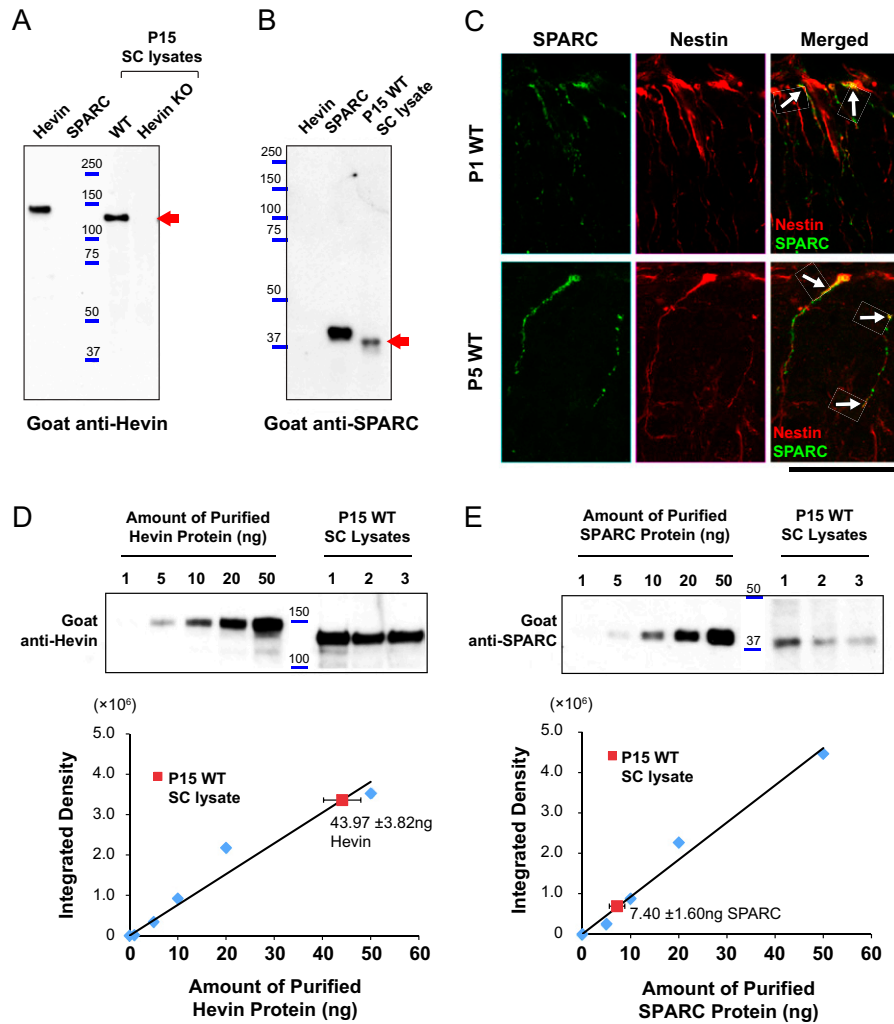 A
P15
SC lysates
Hevin
SPARC
WT
Hevin KO
250
150
100
75
50
37
Goat anti-Hevin
B
Hevin
SPARC
P15 WT
SC lysate
250
150
100
75
50
37
Goat anti-SPARC
C
SPARC Nestin Merged
P1 WT
Nestin
SPARC
P5 WT
Nestin
SPARC
D
Amount of Purified
Hevin Protein (ng)
P15 WT
SC Lysates
1 5 10 20 50 1 2 3
Goat
anti-Hevin
150
100
(×10⁶)
5.0
4.0
3.0
2.0
1.0
0
Integrated Density
P15 WT
SC lysate
43.97 ±3.82ng
Hevin
0 10 20 30 40 50 60
Amount of Purified
Hevin Protein (ng)
E
Amount of Purified
SPARC Protein (ng)
P15 WT
SC Lysates
1 5 10 20 50 1 2 3
Goat
anti-SPARC
50
37
(×10⁶)
5.0
4.0
3.0
2.0
1.0
0
Integrated Density
P15 WT
SC lysate
7.40 ±1.60ng SPARC
0 10 20 30 40 50 60
Amount of Purified
SPARC Protein (ng)